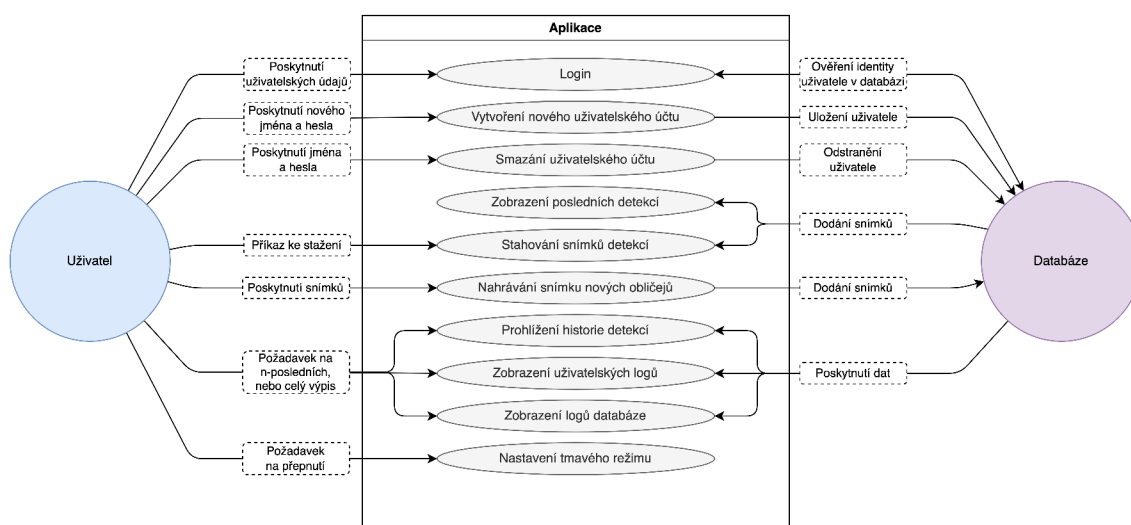 Aplikace
Poskytnutí
uživatelských údajů
Login
Ověření identity
uživatele v databázi
Poskytnutí nového
jména a hesla
Vytvoření nového uživatelského účtu
Uložení uživatele
Poskytnutí jména
a hesla
Smazání uživatelského účtu
Odstranění
uživatele
Zobrazení posledních detekcí
Dodání snímků
Uživatel
Příkaz ke stažení
Stahování snímků detekcí
Databáze
Poskytnuti snímků
Nahrávání snímku nových obličejů
Dodání snímků
Prohlížení historie detekcí
Požadavek na
n-posledních,
nebo celý výpis
Zobrazení uživatelských logů
Poskytnutí dat
Zobrazení logů databáze
Požadavek
na přepnutí
Nastavení tmavého režimu